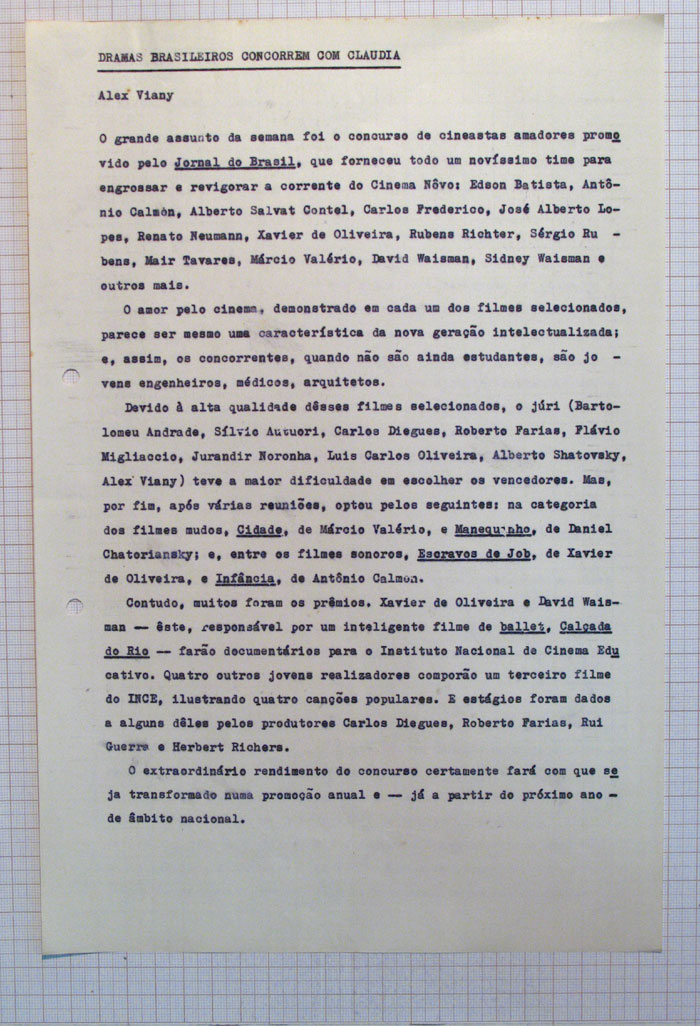 DRAMAS BRASILEIROS CONCORREM COM CLAUDIA
Alex Viany
O grande assunto da semana foi o concurso de cineastas amadores promo
vido pelo Jornal do Brasil, que forneceu todo um novíssimo time para
engrossar e revigorar a corrente do Cinema Nôvo: Edson Batista, Antô-
nio Calmon, Alberto Salvat Contel, Carlos Frederico, José Alberto Lo-
pes, Renato Neumann, Xavier de Oliveira, Rubens Richter, Sérgio Ru -
bens, Mair Tavares, Márcio Valério, David Waisman, Sidney Waisman e
outros mais.
O amor pelo cinema, demonstrado em cada um dos filmes selecionados,
parece ser mesmo uma característica da nova geração intelectualizada;
e, assim, os concorrentes, quando não são ainda estudantes, são jo -
vens engenheiros, médicos, arquitetos.
Devido à alta qualidade dêsses filmes selecionados, o júri (Barto-
lomeu Andrade, Sílvio Autuori, Carlos Diegues, Roberto Farias, Flávio
Migliaccio, Jurandir Noronha, Luis Carlos Oliveira, Alberto Shatovsky,
Alex Viany) teve a maior dificuldade em escolher os vencedores. Mas,
por fim, após várias reuniões, optou pelos seguintes: na categoria
dos filmes mudos, Cidade, de Márcio Valério, e Manequinho, de Daniel
Chatoriansky; e, entre os filmes sonoros, Escravos de Job, de Xavier
de Oliveira, e Infância, de Antônio Calmon.
Contudo, muitos foram os prêmios. Xavier de Oliveira e David Wais-
man — êste, responsável por um inteligente filme de ballet, Calçada
do Rio — farão documentários para o Instituto Nacional de Cinema Edu
cativo. Quatro outros jovens realizadores comporão um terceiro filme
do INCE, ilustrando quatro canções populares. E estágios foram dados
a alguns dêles pelos produtores Carlos Diegues, Roberto Farias, Rui
Guerra e Herbert Richers.
O extraordinário rendimento do concurso certamente fará com que se
ja transformado numa promoção anual e — já a partir do próximo ano -
de âmbito nacional.